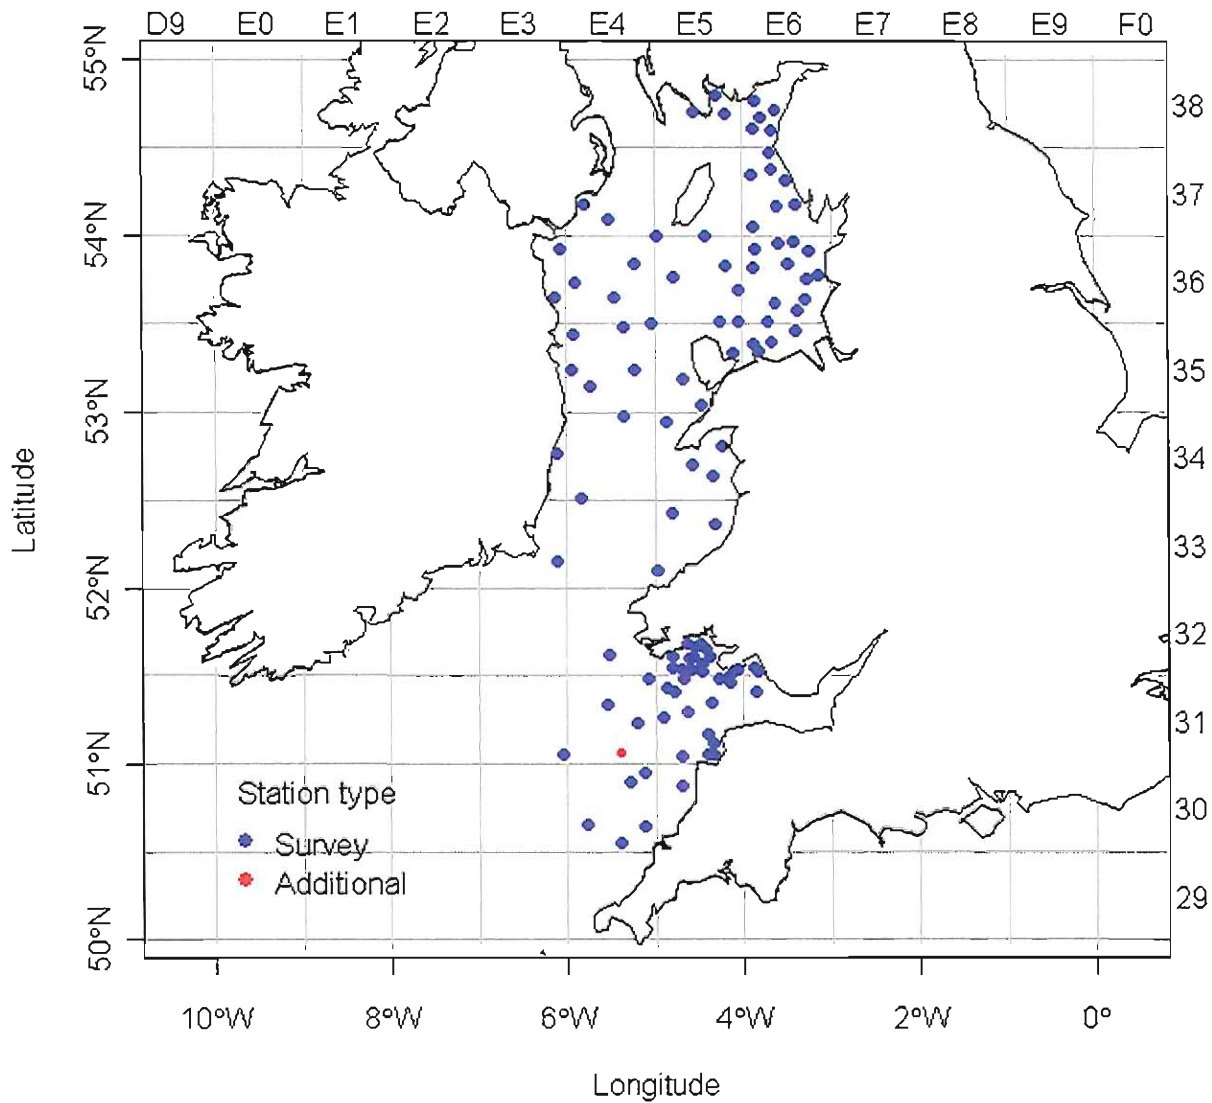 D9 E0 E1 E2 E3 E4 E5 E6 E7 E8 E9 F0
55°N
38
37
54°N
36
35
53°N
34
33
52°N
32
31
51°N
30
29
50°N
Latitude
Station type
Survey
Additional
10°W 8°W 6°W 4°W 2°W 0°
Longitude